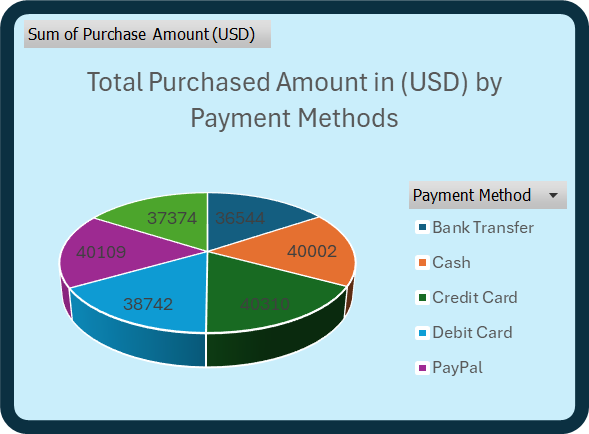 Sum of Purchase Amount (USD)
Total Purchased Amount in (USD) by
Payment Methods
Payment Method
37374
36544
Bank Transfer
40109
40002
Cash
38742
40310
Credit Card
Debit Card
PayPal